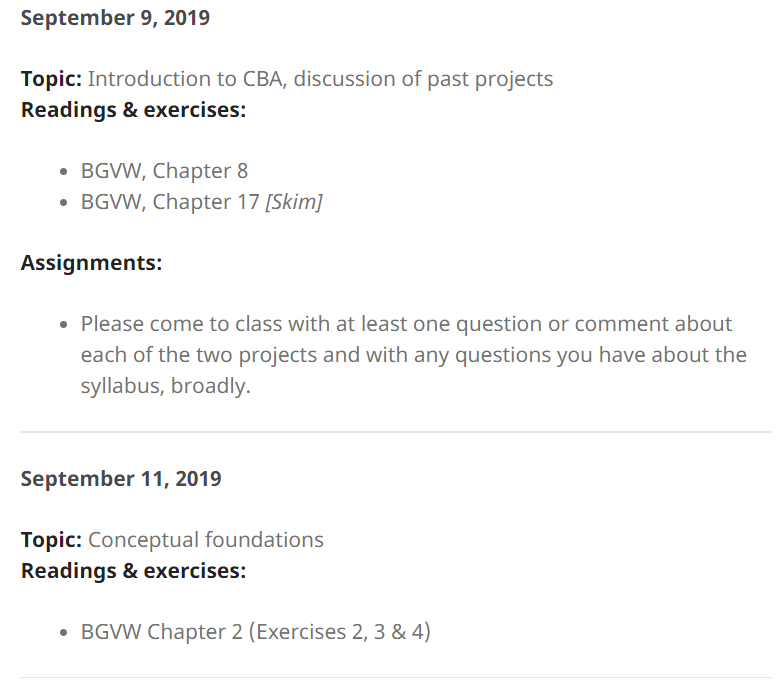 September 9, 2019
Topic: Introduction to CBA, discussion of past projects
Readings & exercises:
• BGVW, Chapter 8
• BGVW, Chapter 17 [Skim]
Assignments:
• Please come to class with at least one question or comment about
each of the two projects and with any questions you have about the
syllabus, broadly.
September 11, 2019
Topic: Conceptual foundations
Readings & exercises:
• BGVW Chapter 2 (Exercises 2, 3 & 4)